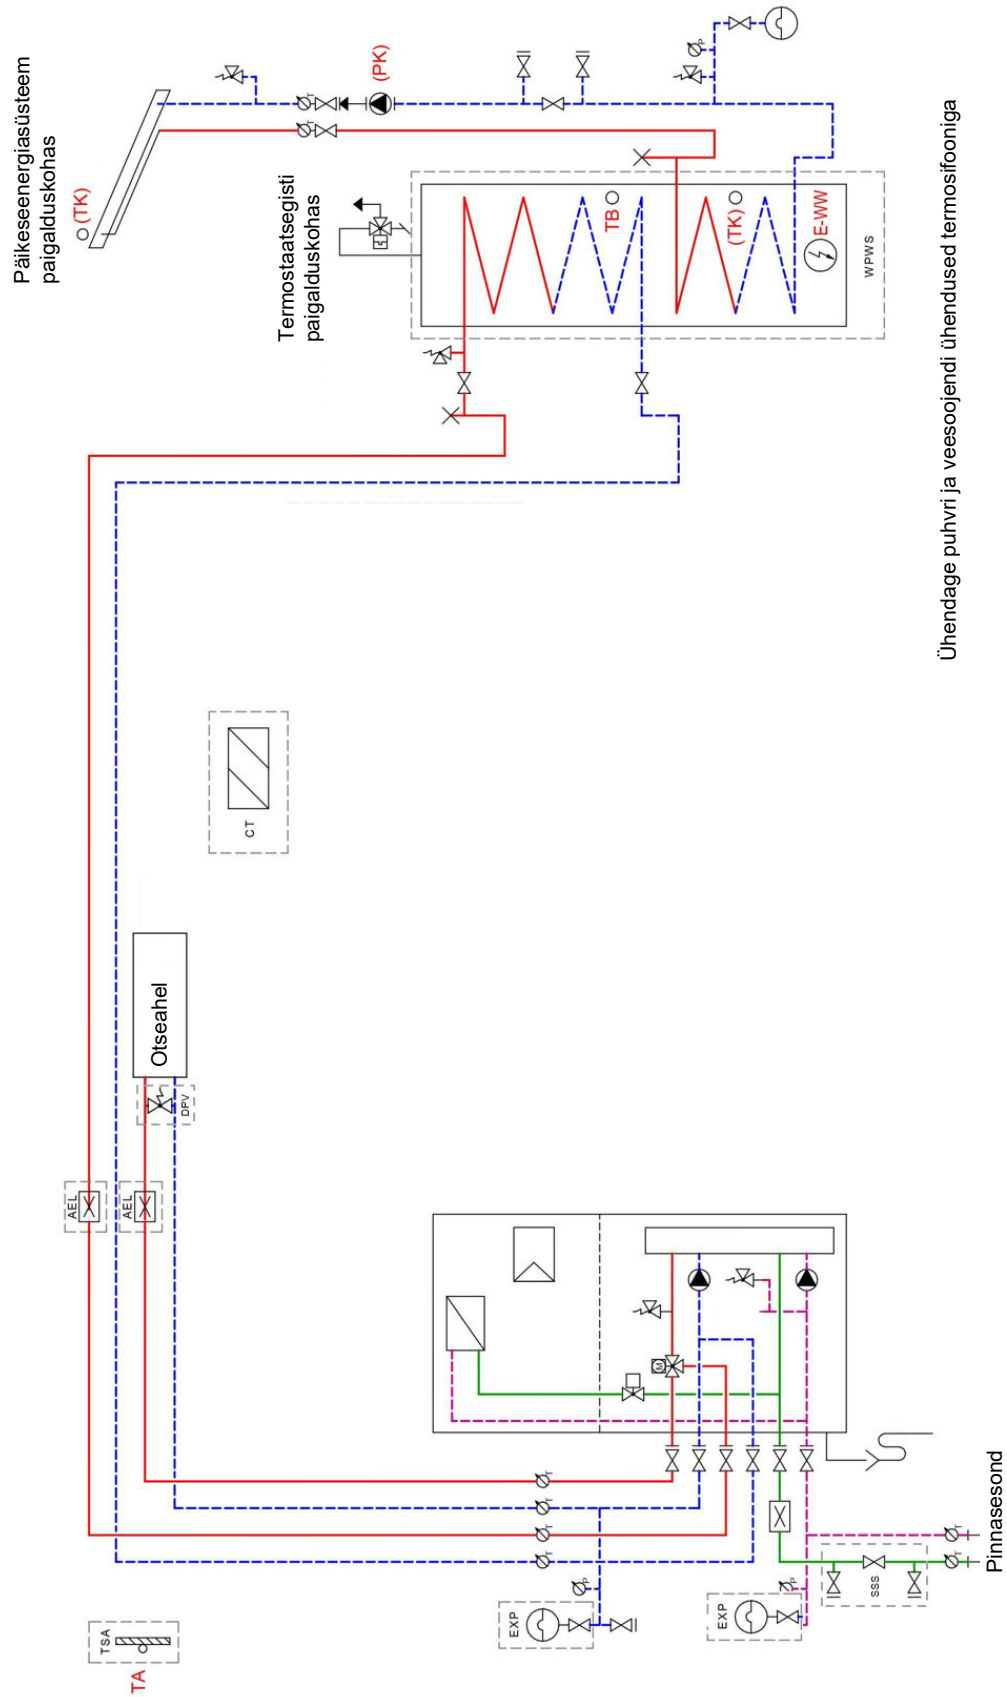 Päikeseenergiasüsteem
paigalduskohas
(TK)
T
T
(PK)
P
Termostaatsegisti
paigalduskohas
TB
(TK)
E-WW
WPWS
Ühendage puhvri ja veesoojendi ühendused termosifooniga
CT
Otseahel
DPV
AEL
AEL
M
T
T
T
T
P
EXP
P
EXP
SSS
T
T
Pinnasesond
TSA
TA